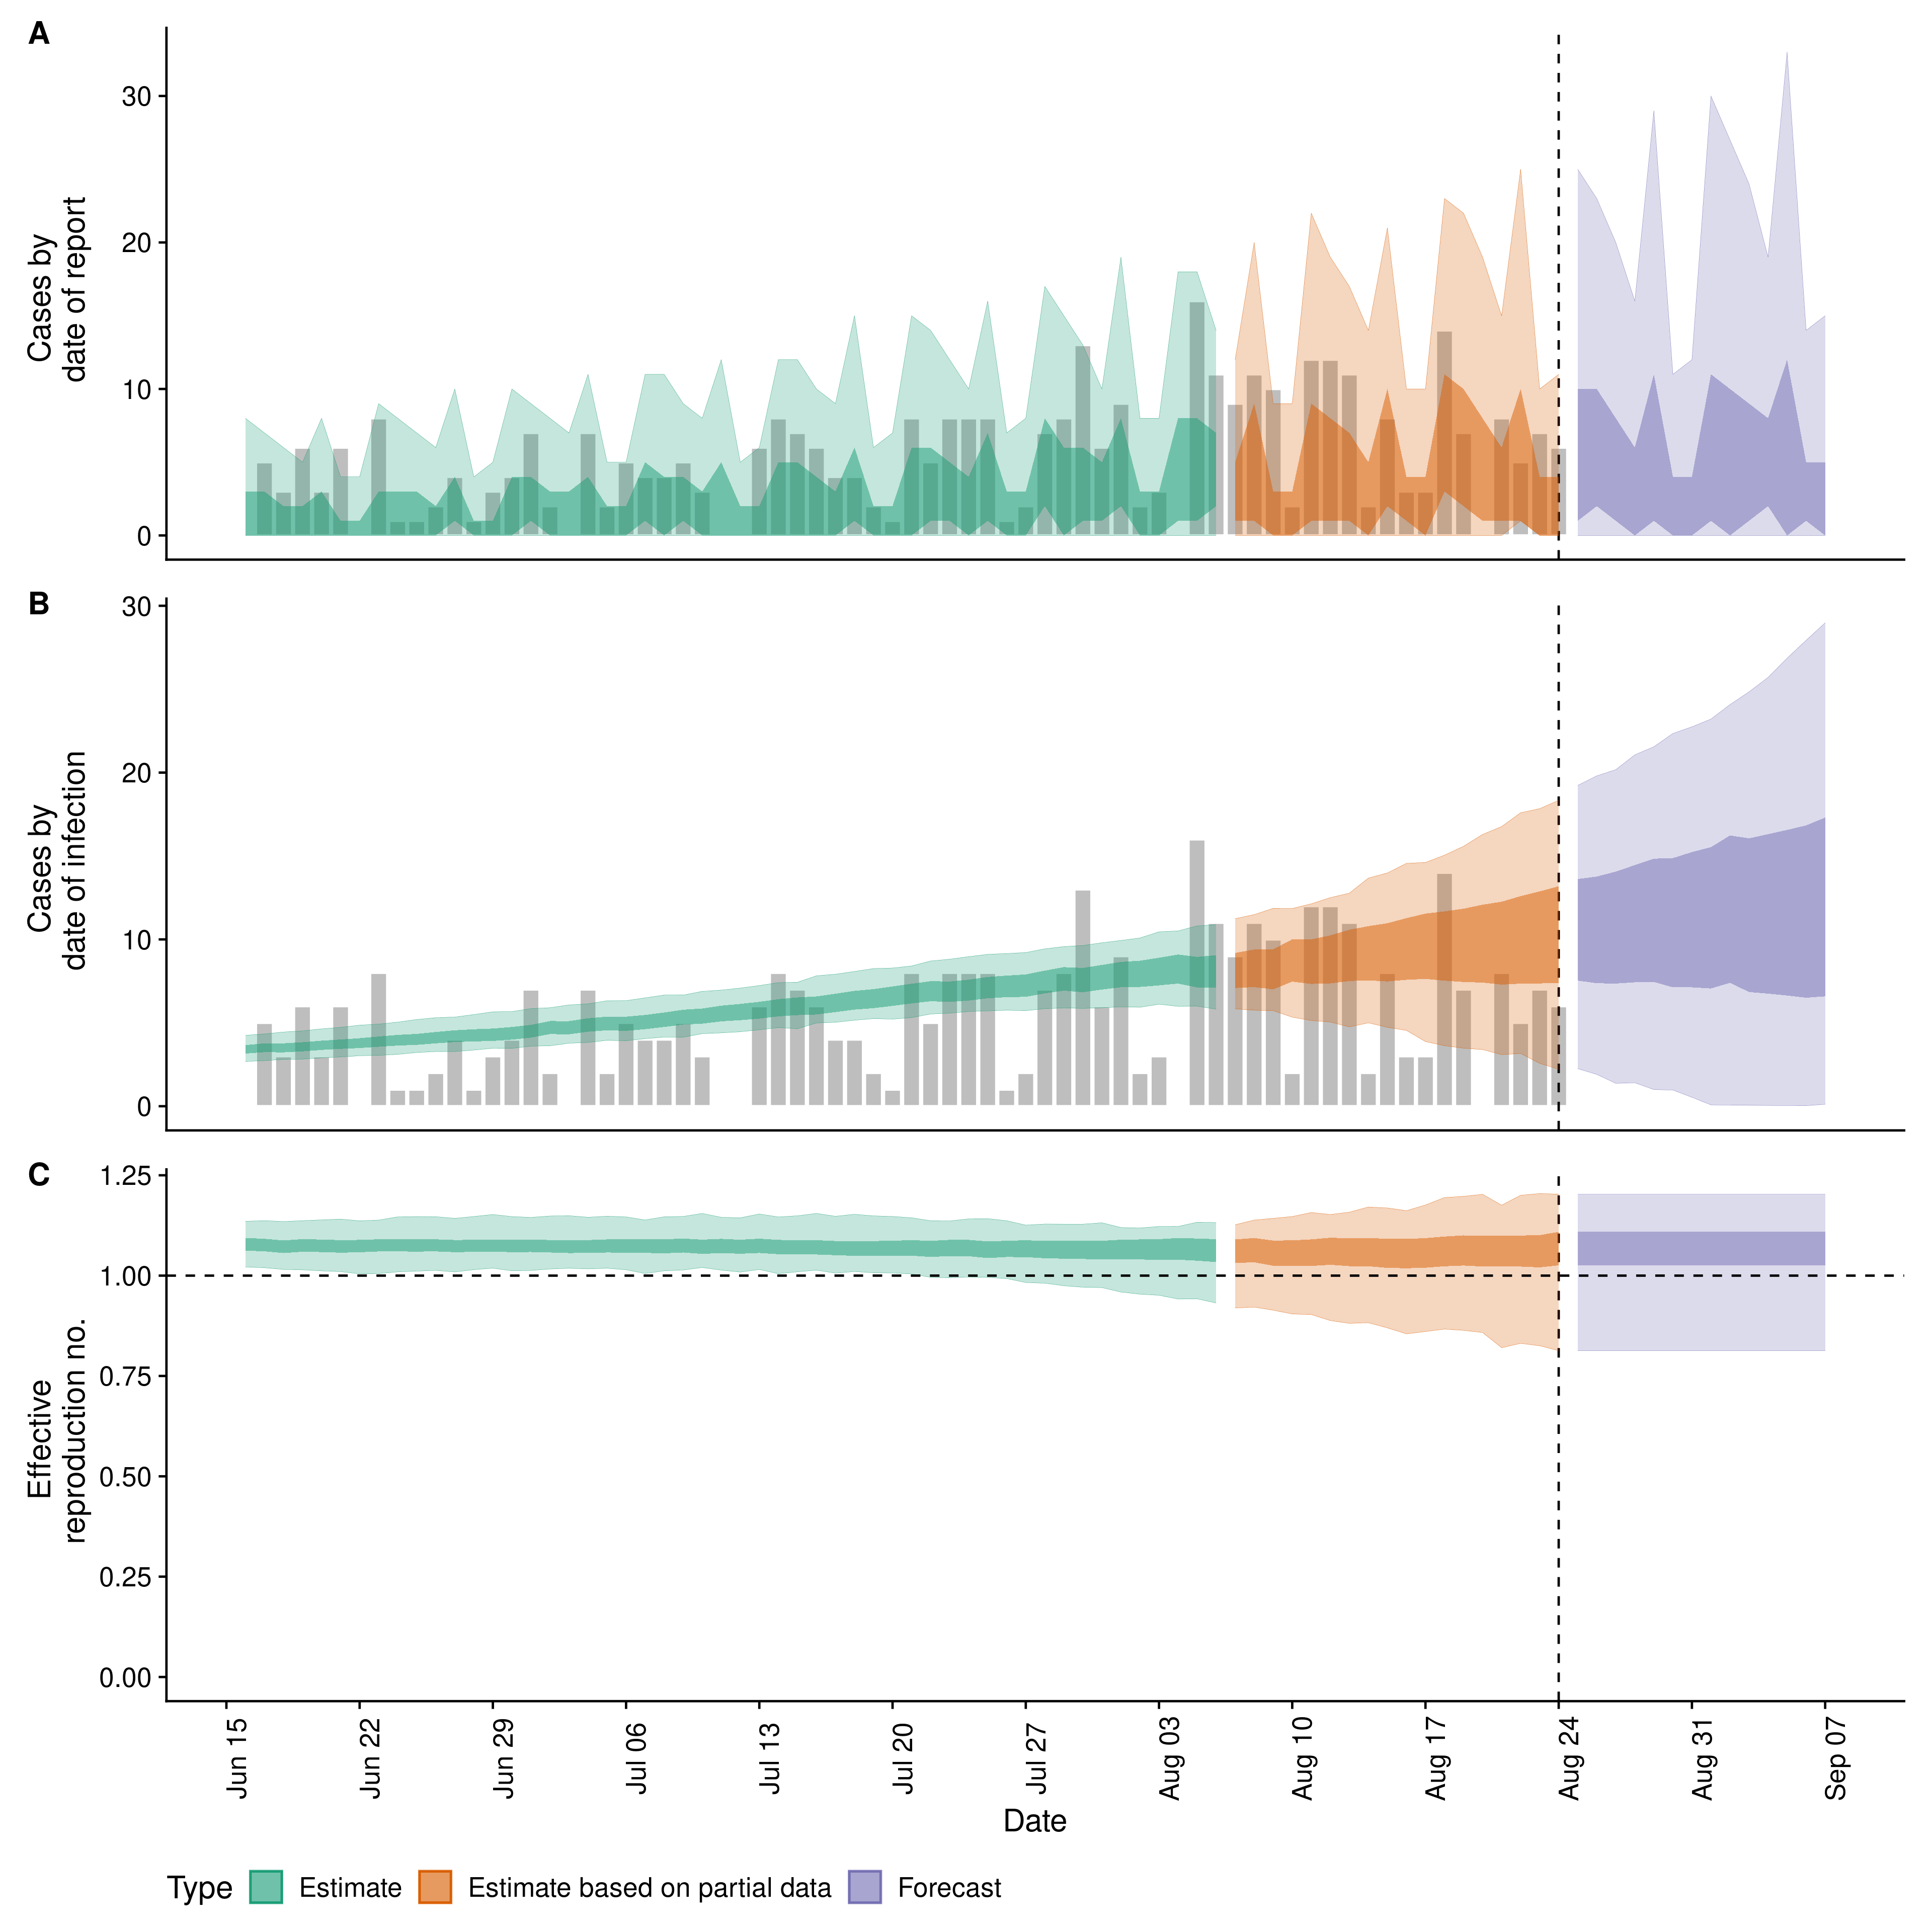 A
30
20
10
0
Cases by
date of report
B
30
20
10
0
Cases by
date of infection
C
1.25
1.00
0.75
0.50
0.25
0.00
Effective
reproduction no.
Jun 15
Jun 22
Jun 29
Jul 06
Jul 13
Jul 20
Jul 27
Aug 03
Aug 10
Aug 17
Aug 24
Aug 31
Sep 07
Date
Type Estimate Estimate based on partial data Forecast